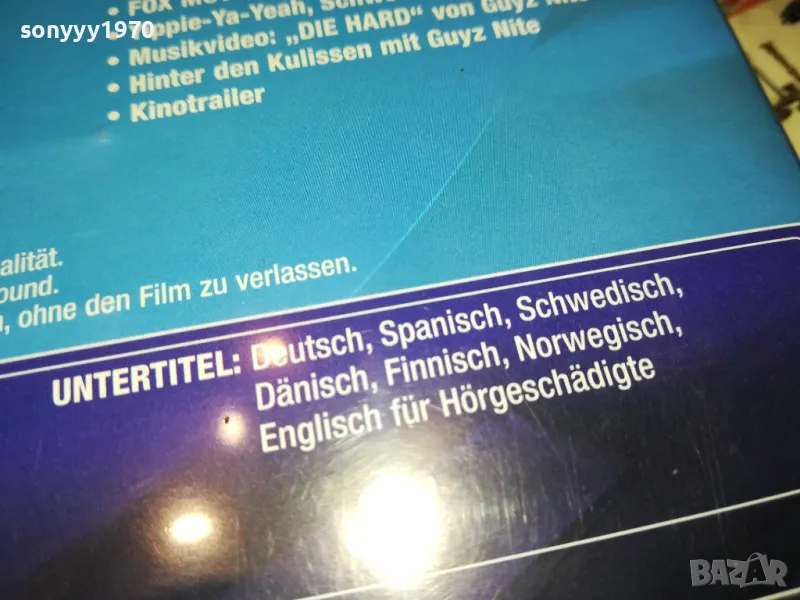 sonyyy1970
• FOX
• Musikvideo: „DIE HARD“ von Guyz Nite
• Hinter den Kulissen mit Guyz Nite
• Kinotrailer
alität.
ound.
, ohne den Film zu verlassen.
UNTERTITEL: Deutsch, Spanisch, Schwedisch,
Dänisch, Finnisch, Norwegisch,
Englisch für Hörgeschädigte
BAZAR